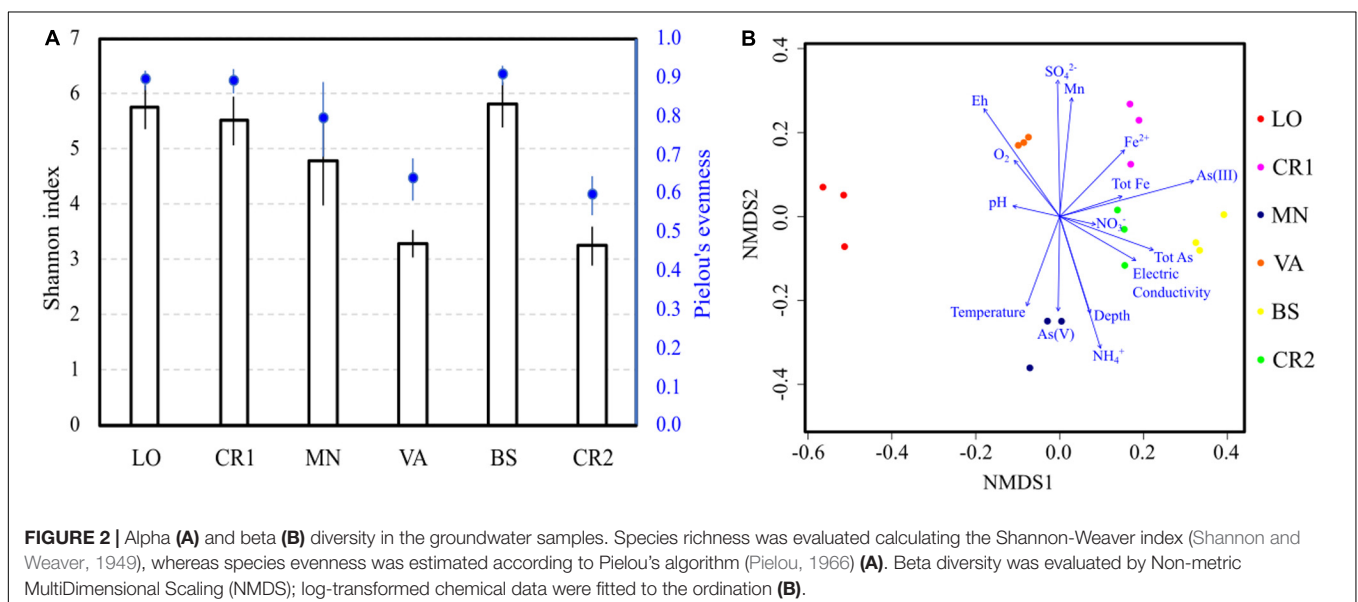 A
7
6
5
4
3
2
1
0
Shannon index
1.0
0.9
0.8
0.7
0.6
0.5
0.4
0.3
0.2
0.1
0.0
Pielou's evenness
LO CR1 MN VA BS CR2
B
0.4
0.2
0.0
-0.2
-0.4
NMDS2
SO₄²⁻
Mn
Eh
O₂
Fe²⁺
As(III)
Tot Fe
pH
NO₃⁻
Tot As
Electric
Conductivity
Temperature
Depth
As(V)
NH₄⁺
-0.6 -0.4 -0.2 0.0 0.2 0.4
NMDS1
LO
CR1
MN
VA
BS
CR2
FIGURE 2 | Alpha (A) and beta (B) diversity in the groundwater samples. Species richness was evaluated calculating the Shannon-Weaver index (Shannon and
Weaver, 1949), whereas species evenness was estimated according to Pielou's algorithm (Pielou, 1966) (A). Beta diversity was evaluated by Non-metric
MultiDimensional Scaling (NMDS); log-transformed chemical data were fitted to the ordination (B).